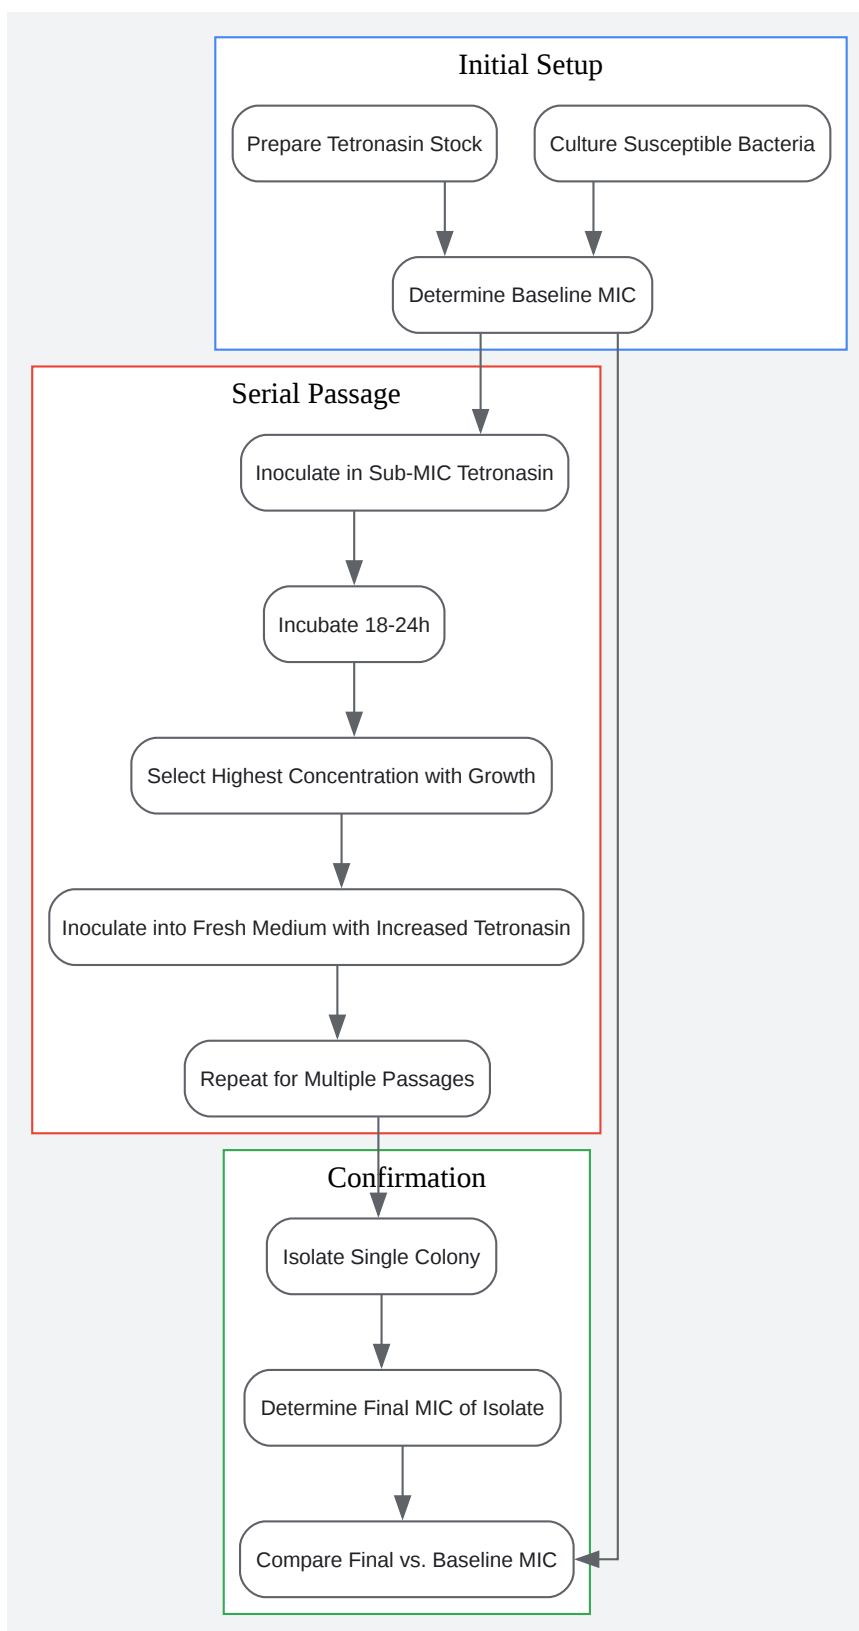 Initial Setup
Prepare Tetronasin Stock
Culture Susceptible Bacteria
Determine Baseline MIC
Serial Passage
Inoculate in Sub-MIC Tetronasin
Incubate 18-24h
Select Highest Concentration with Growth
Inoculate into Fresh Medium with Increased Tetronasin
Repeat for Multiple Passages
Confirmation
Isolate Single Colony
Determine Final MIC of Isolate
Compare Final vs. Baseline MIC